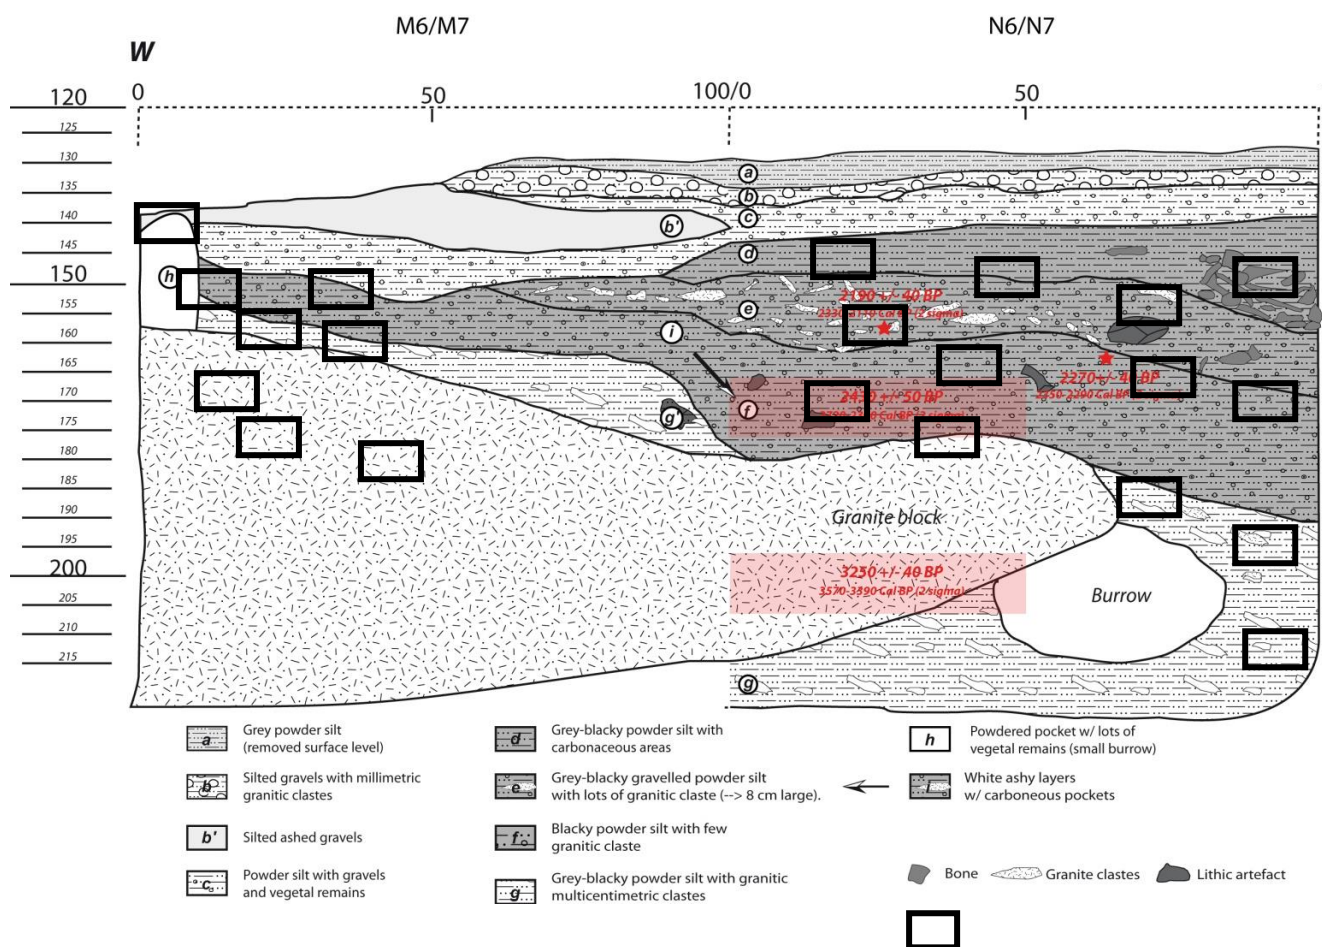 M6/M7 N6/N7
W
0 50 100/0 50
120
125
130
135
140
145
150
155
160
165
170
175
180
185
190
195
200
205
210
215
a
b
c
b'
d
h
e
2190 +/- 40 BP
Cal BP (2 sigma)
i
2270+/- BP
2430 +/- 50 BP
f
g'
Granite block
3250 +/- 40 BP
3570-3390 Cal BP (2 sigma)
Burrow
g
a Grey powder silt
(removed surface level)
b Silted gravels with millimetric
granitic clastes
b' Silted ashed gravels
c Powder silt with gravels
and vegetal remains
d Grey-blacky powder silt with
carbonaceous areas
e Grey-blacky gravelled powder silt
with lots of granitic claste (--> 8 cm large).
f Blacky powder silt with few
granitic claste
g Grey-blacky powder silt with granitic
multicentimetric clastes
h Powdered pocket w/ lots of
vegetal remains (small burrow)
i White ashy layers
w/ carboneous pockets
Bone Granite clastes Lithic artefact